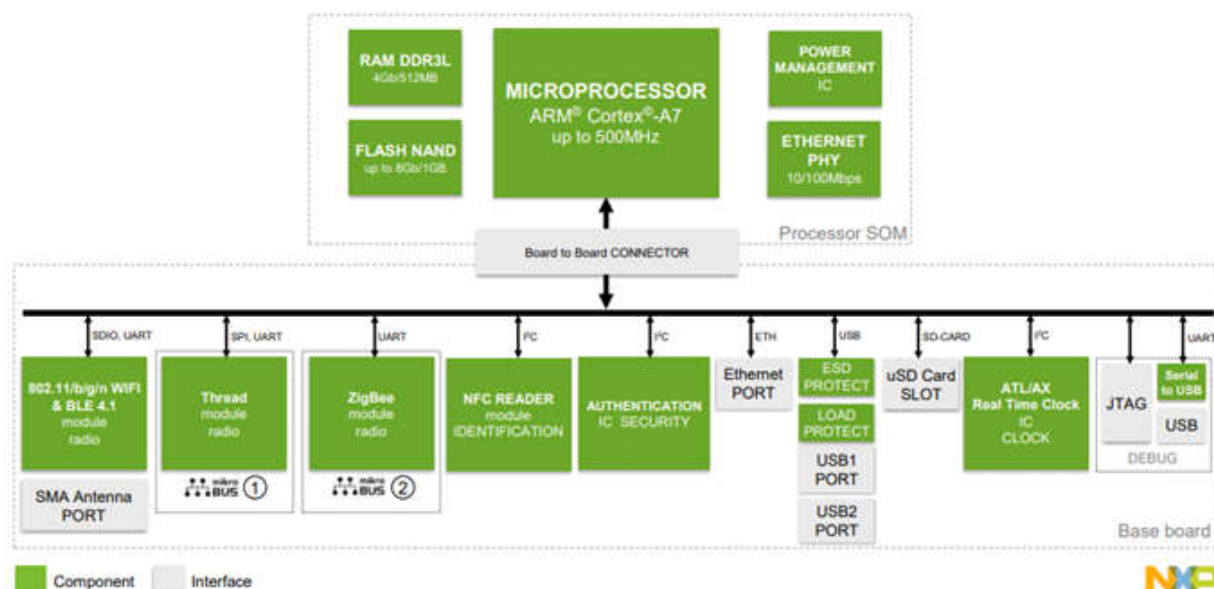 RAM DDR3L
4Gb/512MB
FLASH NAND
up to 8Gb/1GB
MICROPROCESSOR
ARM® Cortex®-A7
up to 500MHz
POWER
MANAGEMENT
IC
ETHERNET
PHY
10/100Mbps
Processor SOM
Board to Board CONNECTOR
SDIO, UART
SPI, UART
UART
I²C
I²C
ETH
USB
SD-CARD
I²C
UART
802.11/b/g/n WIFI
& BLE 4.1
module
radio
SMA Antenna
PORT
Thread
module
radio
mikro
BUS 1
ZigBee
module
radio
mikro
BUS 2
NFC READER
module
IDENTIFICATION
AUTHENTICATION
IC SECURITY
Ethernet
PORT
ESD
PROTECT
LOAD
PROTECT
USB1
PORT
USB2
PORT
uSD Card
SLOT
ATL/AX
Real Time Clock
IC
CLOCK
JTAG
Serial
to USB
USB
DEBUG
Base board
Component
Interface
NXP